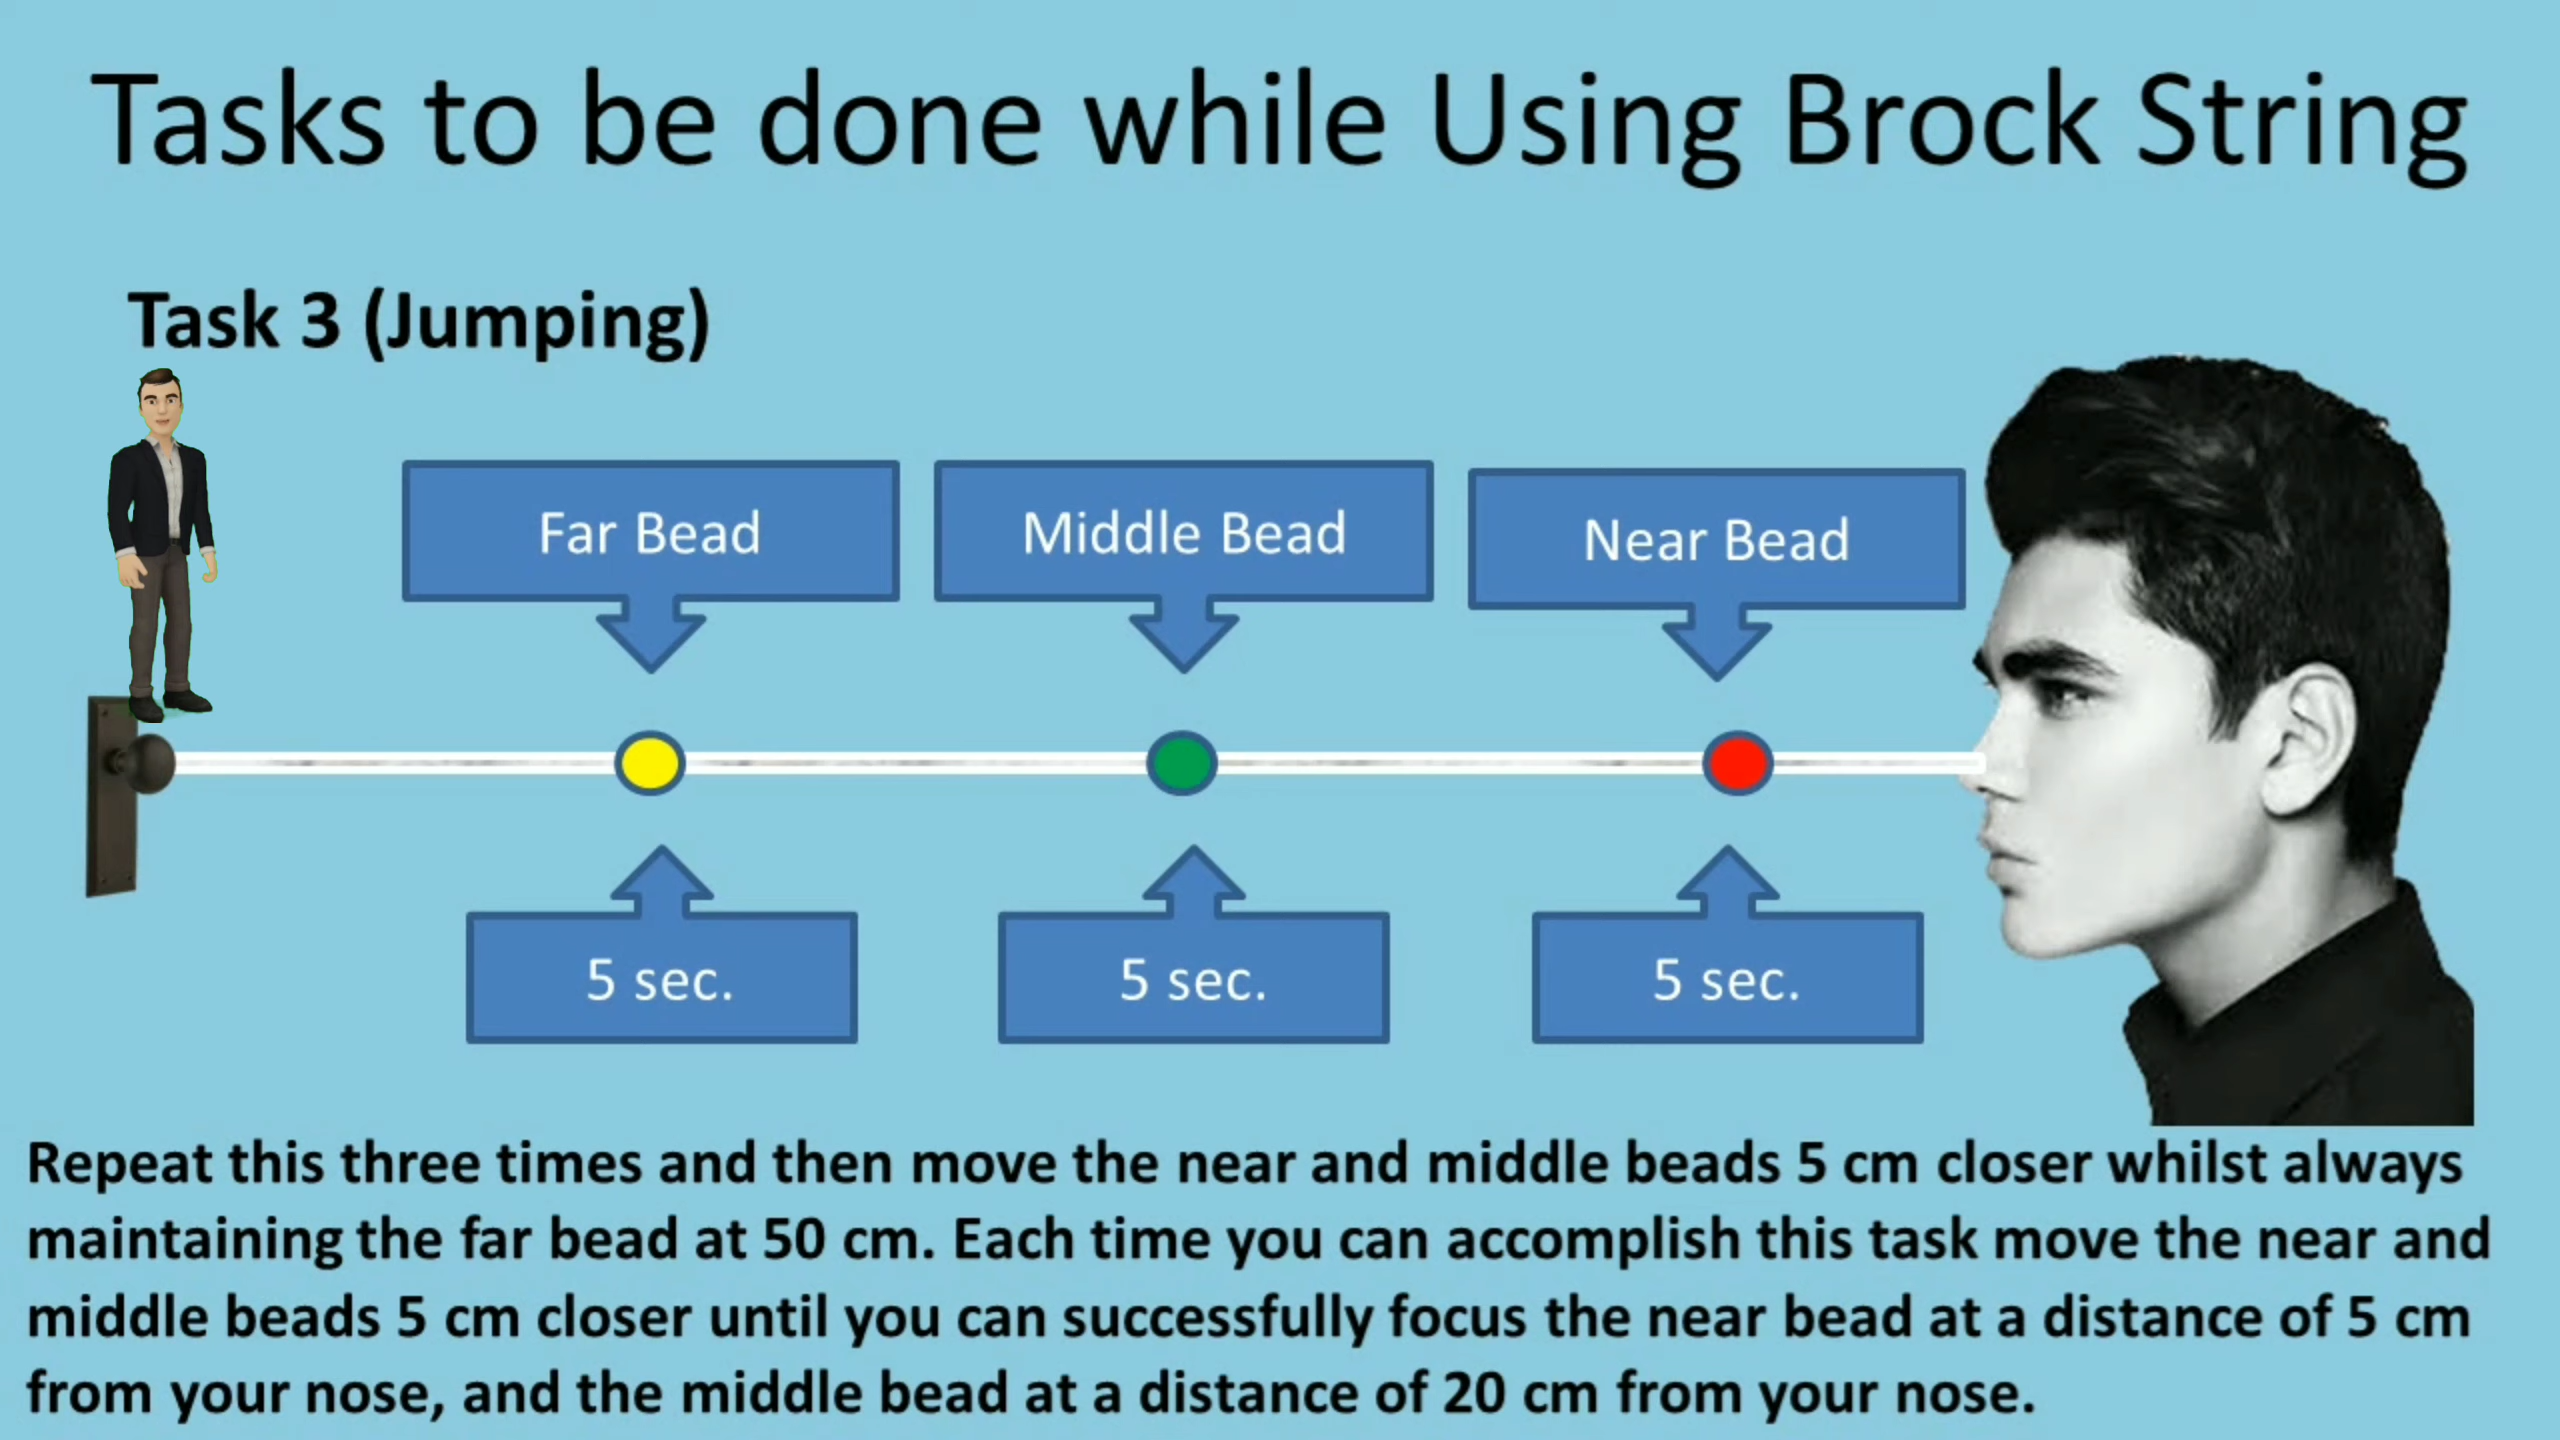 Tasks to be done while Using Brock String
Task 3 (Jumping)
Far Bead
Middle Bead
Near Bead
5 sec.
5 sec.
5 sec.
Repeat this three times and then move the near and middle beads 5 cm closer whilst always
maintaining the far bead at 50 cm. Each time you can accomplish this task move the near and
middle beads 5 cm closer until you can successfully focus the near bead at a distance of 5 cm
from your nose, and the middle bead at a distance of 20 cm from your nose.